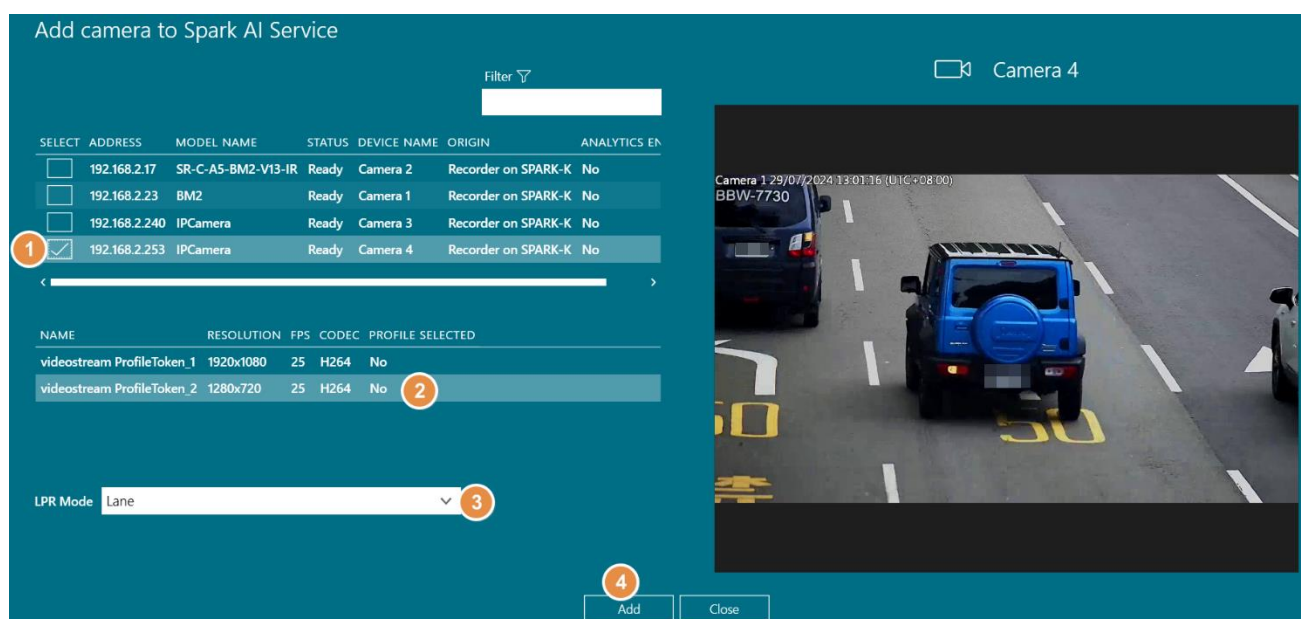 Add camera to Spark AI Service
Filter
SELECT ADDRESS MODEL NAME STATUS DEVICE NAME ORIGIN ANALYTICS EN
192.168.2.17 SR-C-A5-BM2-V13-IR Ready Camera 2 Recorder on SPARK-K No
192.168.2.23 BM2 Ready Camera 1 Recorder on SPARK-K No
192.168.2.240 IPCamera Ready Camera 3 Recorder on SPARK-K No
1 192.168.2.253 IPCamera Ready Camera 4 Recorder on SPARK-K No
NAME RESOLUTION FPS CODEC PROFILE SELECTED
videostream ProfileToken_1 1920x1080 25 H264 No
videostream ProfileToken_2 1280x720 25 H264 No 2
LPR Mode Lane 3
4
Add Close
Camera 4
Camera 1 29/07/2024 13:01:16 (UTC+08:00)
BBW-7730
50